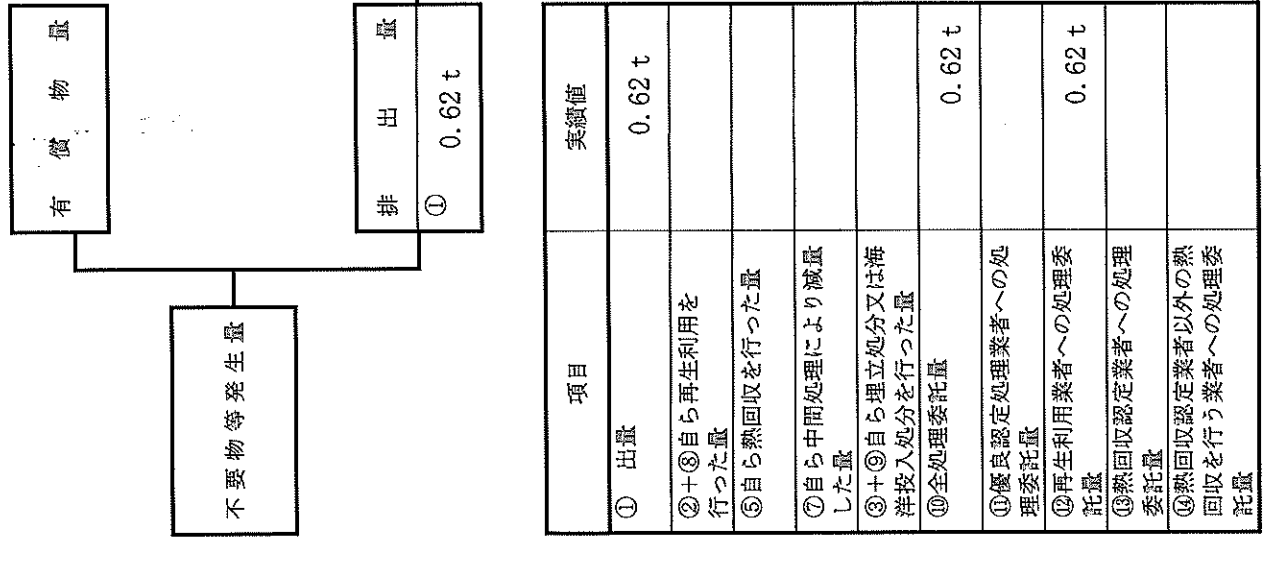 有償物量
不要物等発生量
排出量
① 0.62 t
項目 実績値
① 出量 0.62 t
②+⑧自ら再生利用を
行った量
⑤自ら熱回収を行った量
⑦自ら中間処理により減量
した量
③+⑨自ら埋立処分又は海
洋投入処分を行った量
⑩全処理委託量 0.62 t
⑪優良認定処理業者への処
理委託量
⑫再生利用業者への処理委
託量 0.62 t
⑬熱回収認定業者への処理
委託量
⑭熱回収認定業者以外の熱
回収を行う業者への処理委
託量